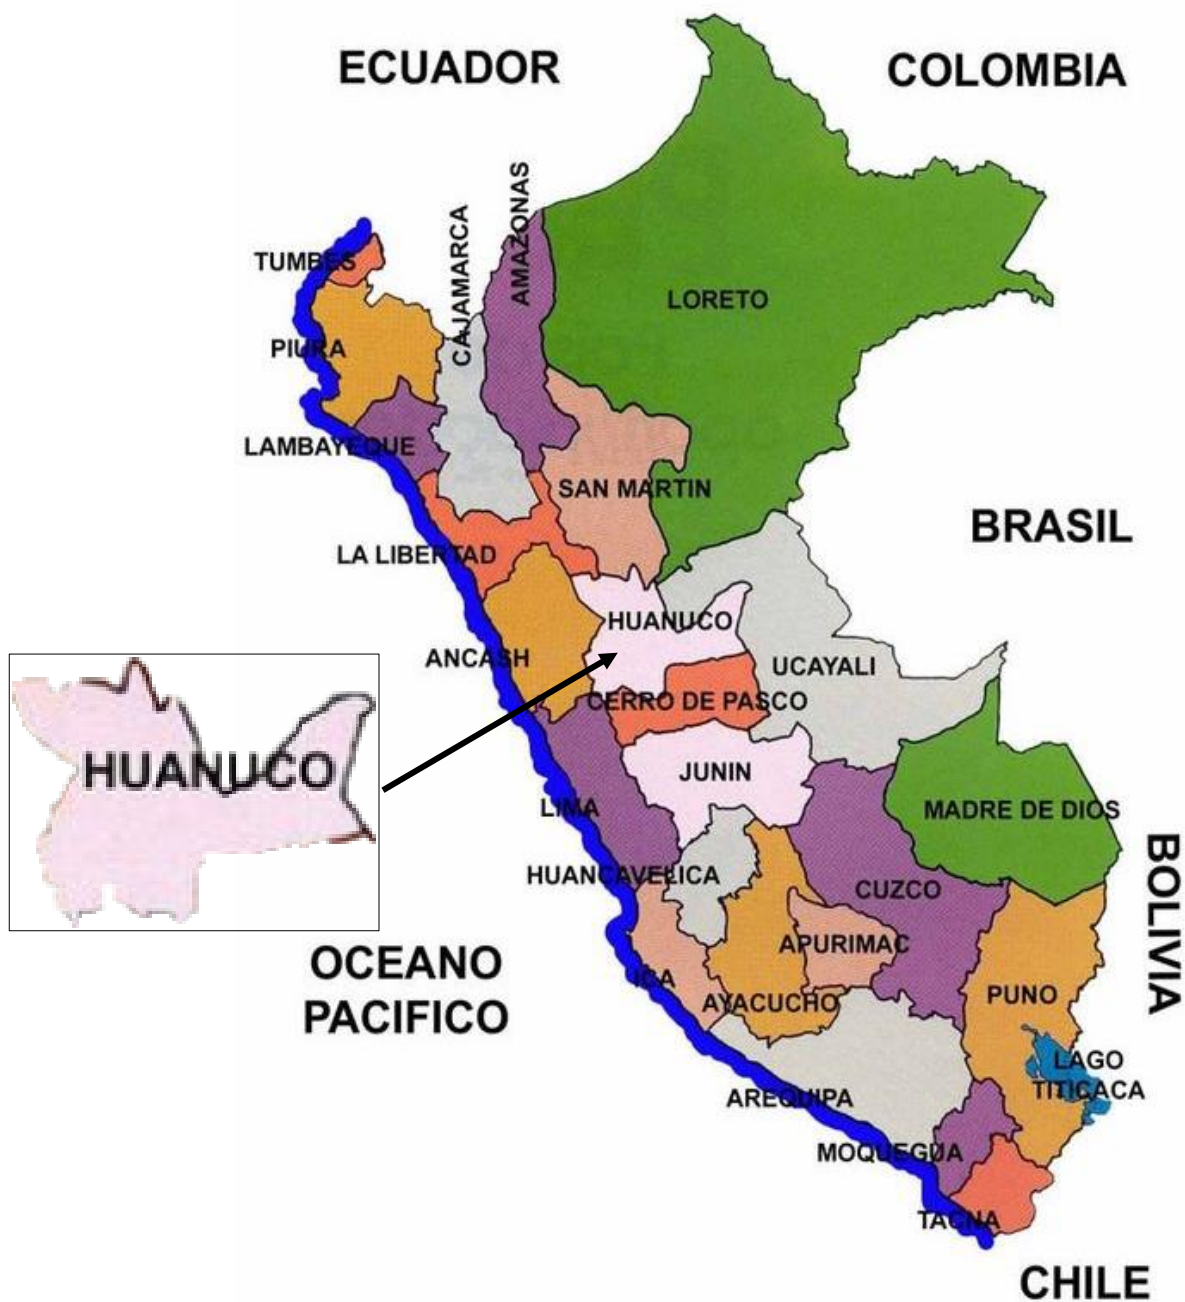 ECUADOR
COLOMBIA
AMAZONAS
CAJAMARCA
TUMBES
LORETO
PIURA
LAMBAYEQUE
SAN MARTIN
BRASIL
LA LIBERTAD
HUANUCO
ANCASH
UCAYALI
CERRO DE PASCO
HUANUCO
JUNIN
LIMA
MADRE DE DIOS
HUANCAVELICA
CUZCO
BOLIVIA
APURIMAC
OCEANO
PACIFICO
ICA
AYACUCHO
PUNO
LAGO
TITICACA
AREQUIPA
MOQUEGUA
TACNA
CHILE